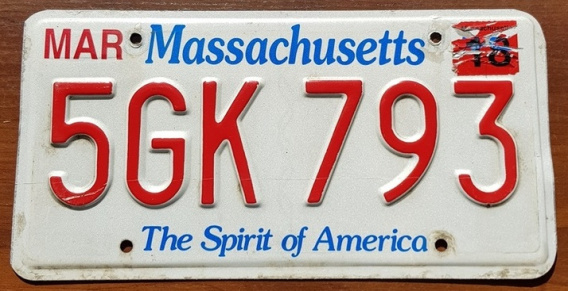 MAR Massachusetts 18
5GK 793
The Spirit of America